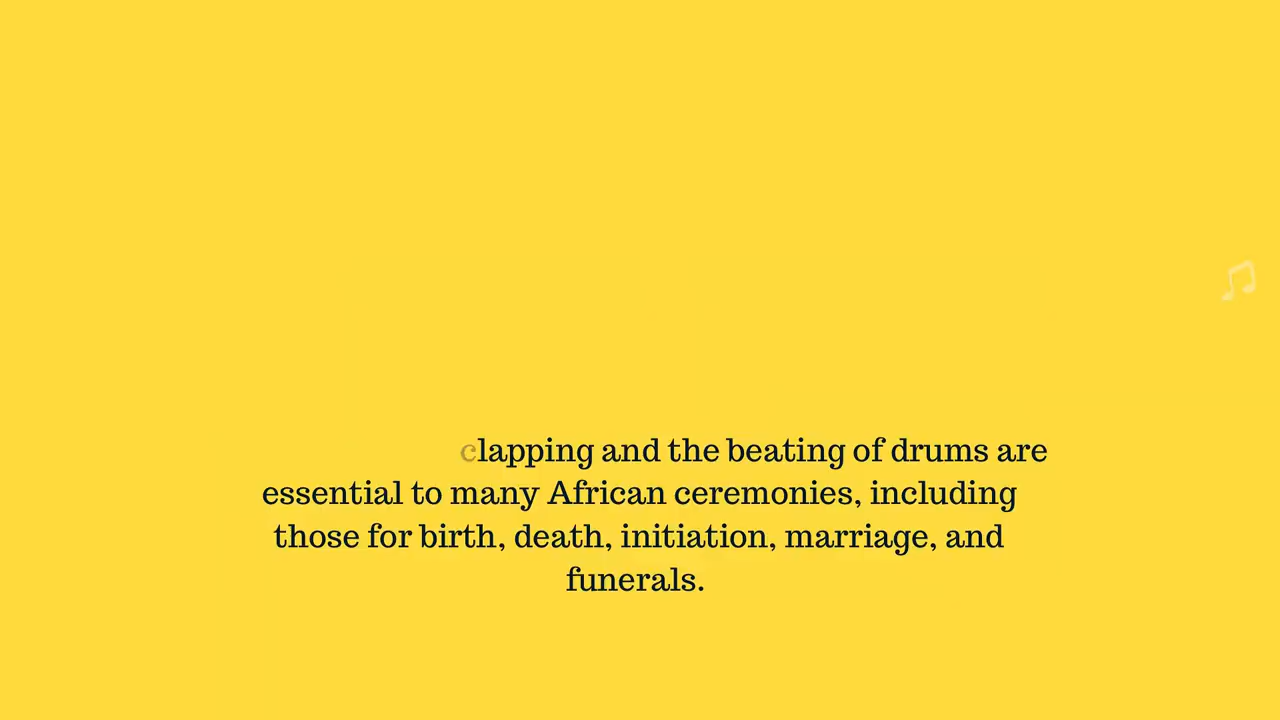 clapping and the beating of drums are
essential to many African ceremonies, including
those for birth, death, initiation, marriage, and
funerals.